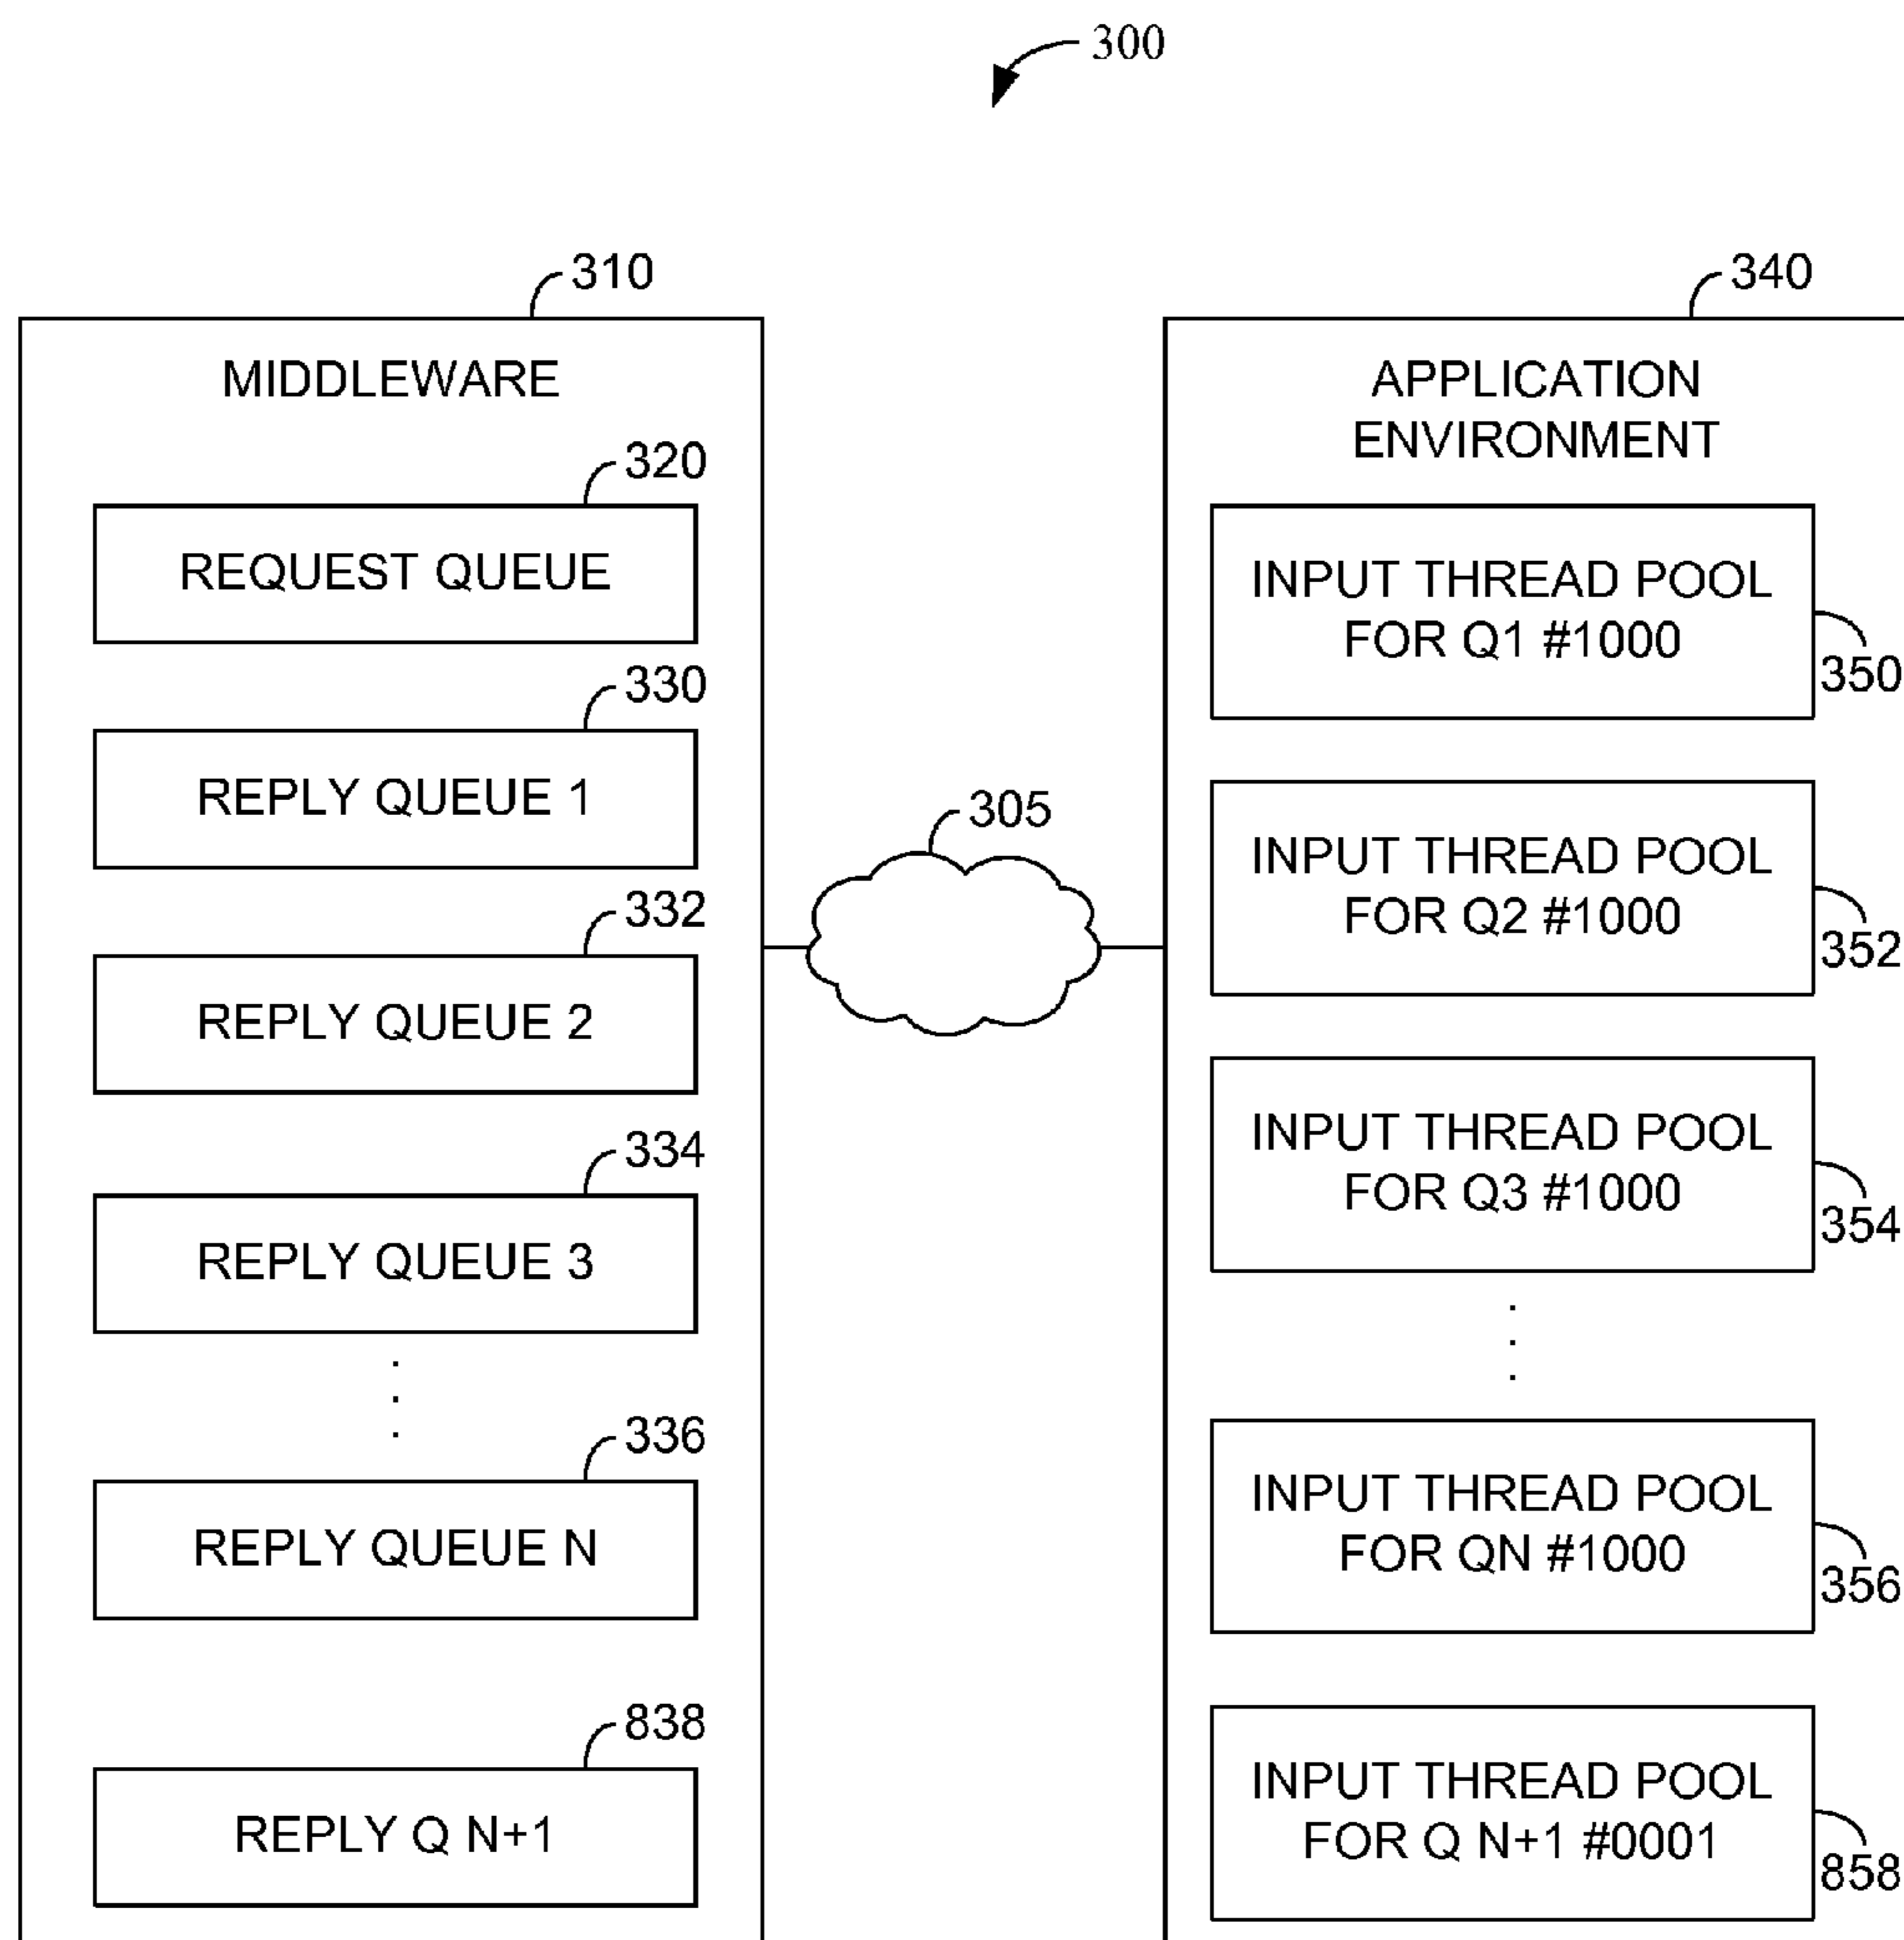 300
310
MIDDLEWARE
320
REQUEST QUEUE
330
REPLY QUEUE 1
332
REPLY QUEUE 2
334
REPLY QUEUE 3
336
REPLY QUEUE N
838
REPLY Q N+1
305
340
APPLICATION
ENVIRONMENT
INPUT THREAD POOL
FOR Q1 #1000
350
INPUT THREAD POOL
FOR Q2 #1000
352
INPUT THREAD POOL
FOR Q3 #1000
354
INPUT THREAD POOL
FOR QN #1000
356
INPUT THREAD POOL
FOR Q N+1 #0001
858